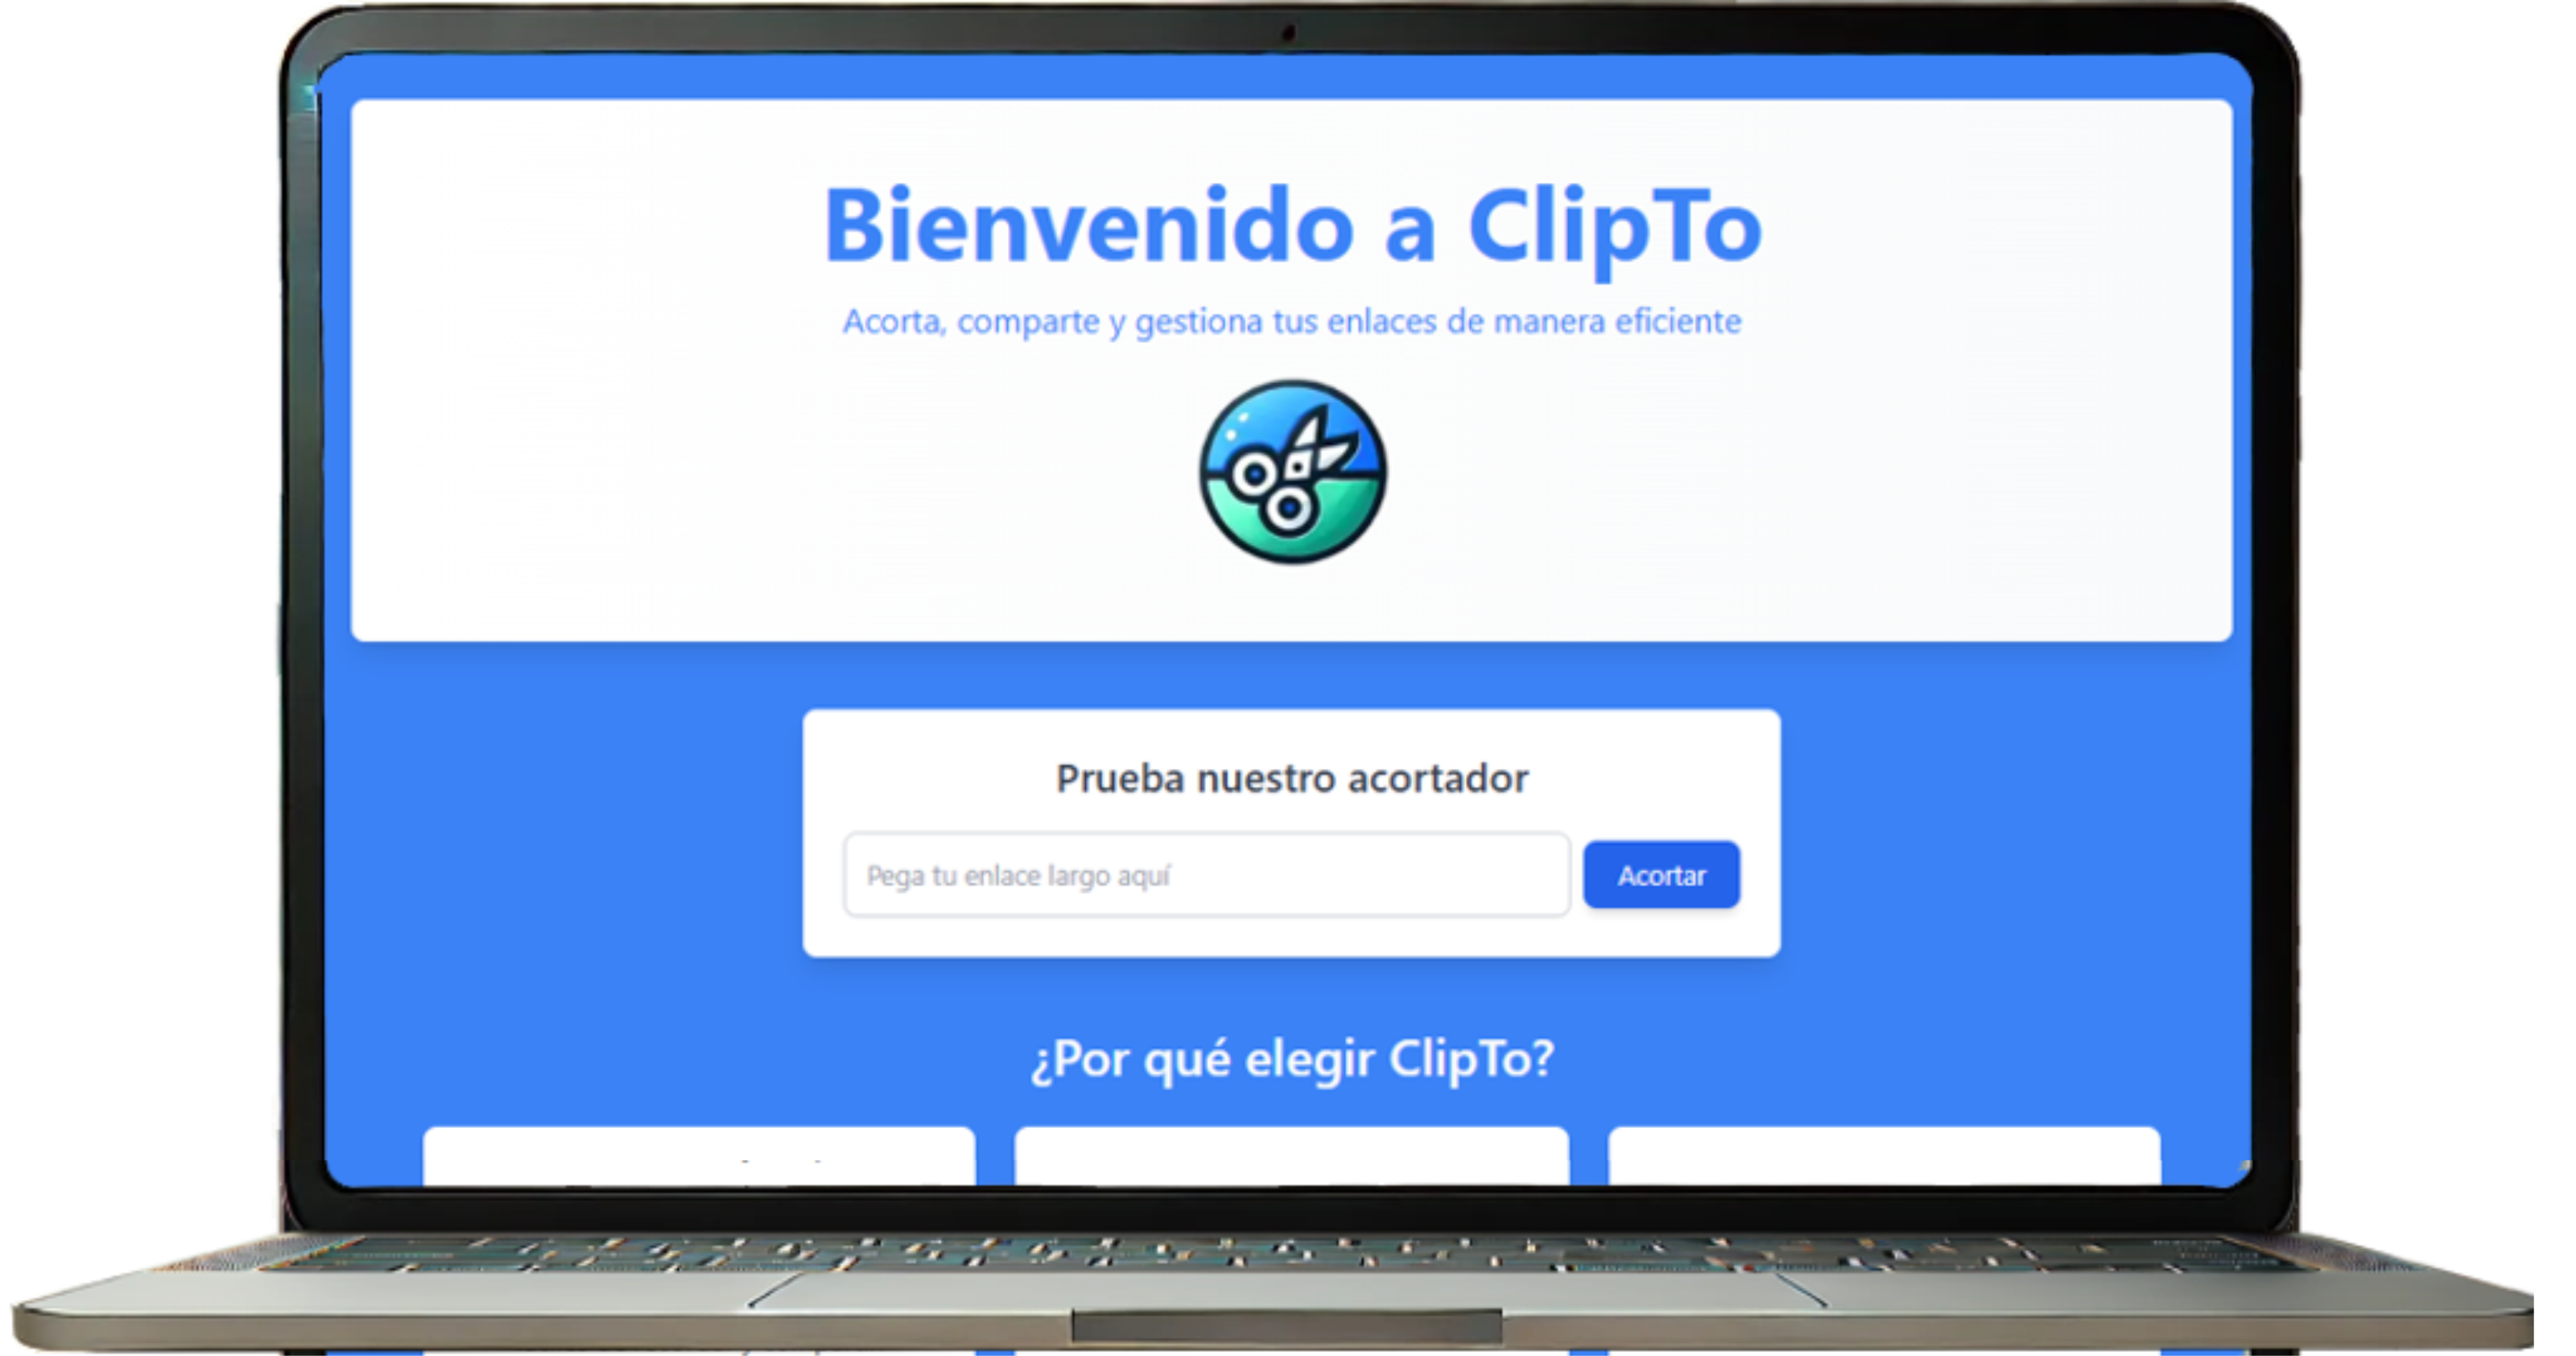 Bienvenido a ClipTo
Acorta, comparte y gestiona tus enlaces de manera eficiente
Prueba nuestro acortador
Pega tu enlace largo aquí
Acortar
¿Por qué elegir ClipTo?